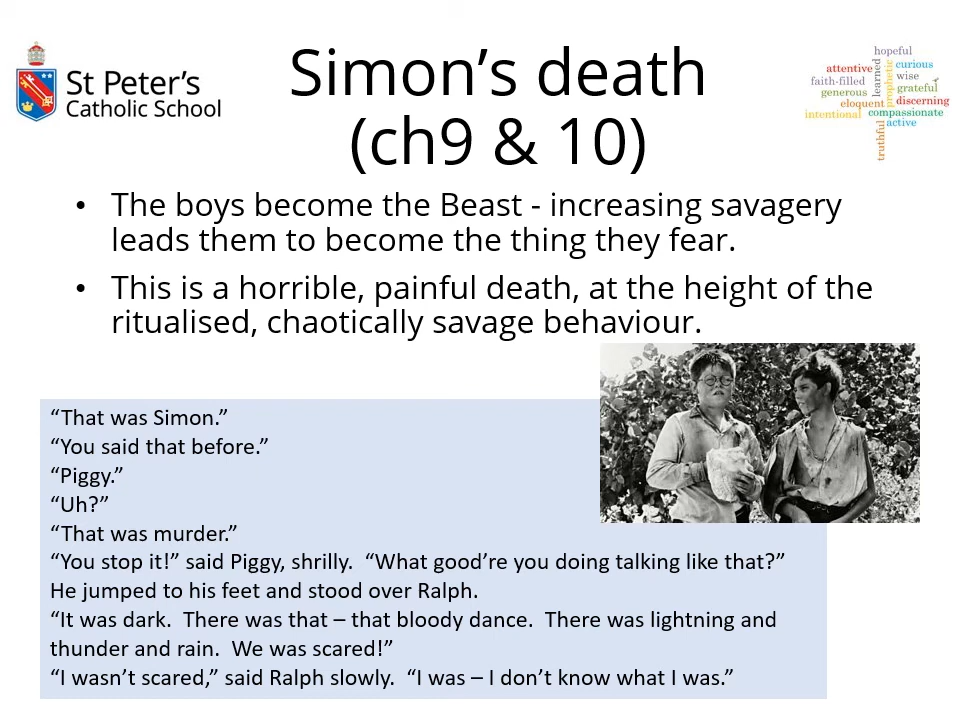 Simon’s death
(ch9 & 10)
St Peter’s
Catholic School
hopeful
attentive
learned
prophetic
curious
faith-filled
wise
generous
grateful
eloquent
discerning
intentional
compassionate
truthful
active
• The boys become the Beast - increasing savagery
leads them to become the thing they fear.
• This is a horrible, painful death, at the height of the
ritualised, chaotically savage behaviour.
“That was Simon.”
“You said that before.”
“Piggy.”
“Uh?”
“That was murder.”
“You stop it!” said Piggy, shrilly.  “What good’re you doing talking like that?”
He jumped to his feet and stood over Ralph.
“It was dark.  There was that – that bloody dance.  There was lightning and
thunder and rain.  We was scared!”
“I wasn’t scared,” said Ralph slowly.  “I was – I don’t know what I was.”